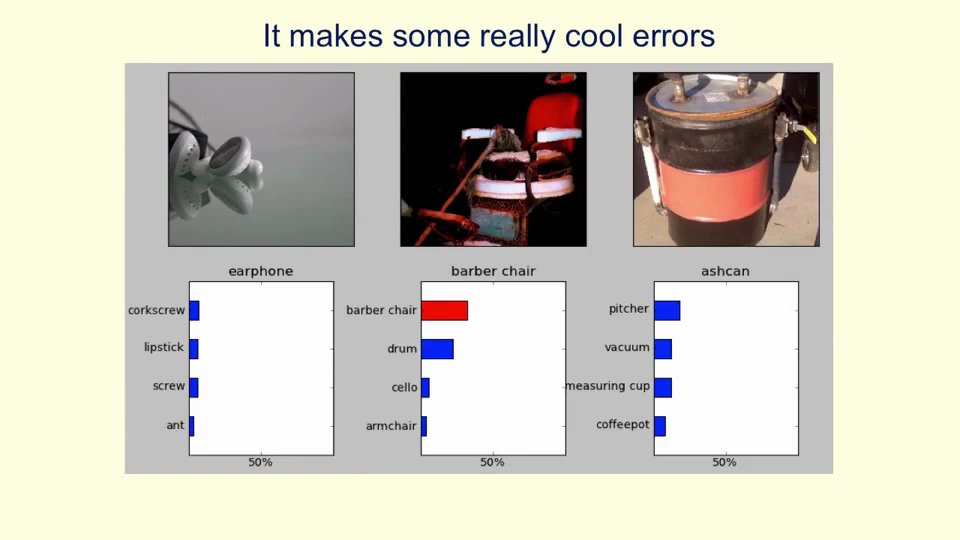 It makes some really cool errors
earphone
corkscrew
lipstick
screw
ant
50%
barber chair
barber chair
drum
cello
armchair
50%
ashcan
pitcher
vacuum
measuring cup
coffeepot
50%